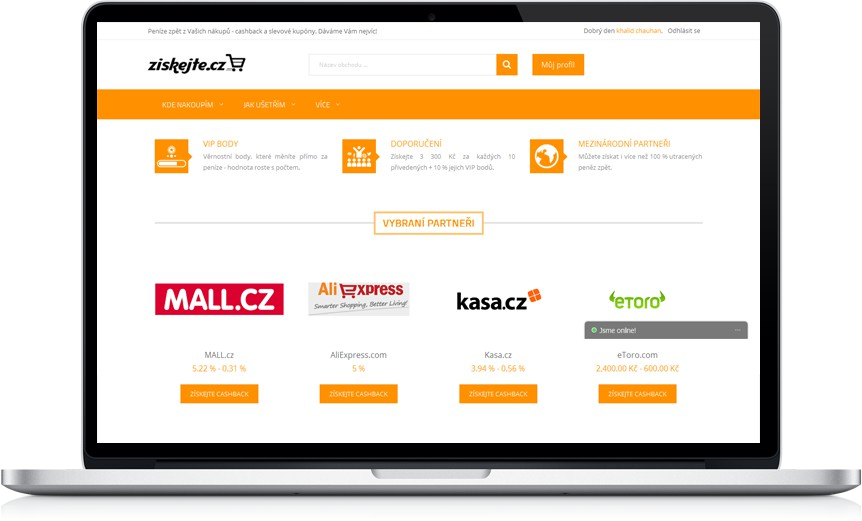 Peníze zpět z Vašich nákupů - cashback a slevové kupóny. Dáváme Vám nejvíc!
Dobrý den khalid chauhan. Odhlásit se
získejte.cz
Název obchodu ...
Můj profil
KDE NAKOUPÍM
JAK UŠETŘÍM
VÍCE
VIP BODY
Věrnostní body, které měníte přímo za
peníze - hodnota roste s počtem.
DOPORUČENÍ
Získejte 3 300 Kč za každých 10
přivedených + 10 % jejich VIP bodů.
MEZINÁRODNÍ PARTNEŘI
Můžete získat i více než 100 % utracených
peněz zpět.
VYBRANÍ PARTNEŘI
MALL.CZ
AliExpress
Smarter Shopping, Better Living!
kasa.cz
eToro
Jsme online!
MALL.cz
AliExpress.com
Kasa.cz
eToro.com
5.22 % - 0.31 %
5 %
3.94 % - 0.56 %
2,400.00 Kč - 600.00 Kč
ZÍSKEJTE CASHBACK
ZÍSKEJTE CASHBACK
ZÍSKEJTE CASHBACK
ZÍSKEJTE CASHBACK